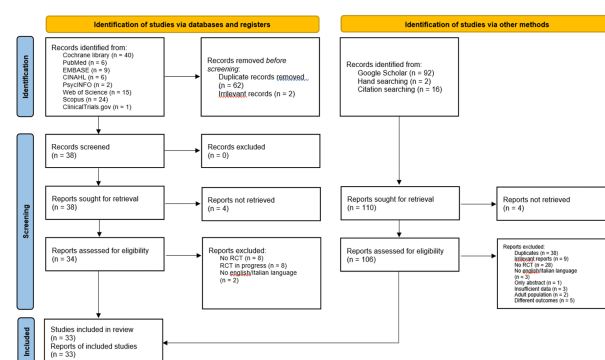 Identification of studies via databases and registers
Identification of studies via other methods
Identification
Records identified from:
Cochrane library (n = 40)
PubMed (n = 6)
EMBASE (n = 9)
CINAHL (n = 6)
PsycINFO (n = 2)
Web of Science (n = 15)
Scopus (n = 24)
ClinicalTrials.gov (n = 1)
Records removed before
screening:
Duplicate records removed
(n = 62)
Irrilevant records (n = 2)
Records identified from:
Google Scholar (n = 92)
Hand searching (n = 2)
Citation searching (n = 16)
Screening
Records screened
(n = 38)
Records excluded
(n = 0)
Reports sought for retrieval
(n = 38)
Reports not retrieved
(n = 4)
Reports sought for retrieval
(n = 110)
Reports not retrieved
(n = 4)
Reports assessed for eligibility
(n = 34)
Reports excluded:
No RCT (n = 8)
RCT in progress (n = 8)
No english/Italian language
(n = 2)
Reports assessed for eligibility
(n = 106)
Reports excluded:
Duplicates (n = 38)
Irrilevant reports (n = 9)
No RCT (n = 28)
No english/Italian language
(n = 3)
Only abstract (n = 1)
Insufficient data (n = 3)
Adult population (n = 2)
Different outcomes (n = 5)
Included
Studies included in review
(n = 33)
Reports of included studies
(n = 33)